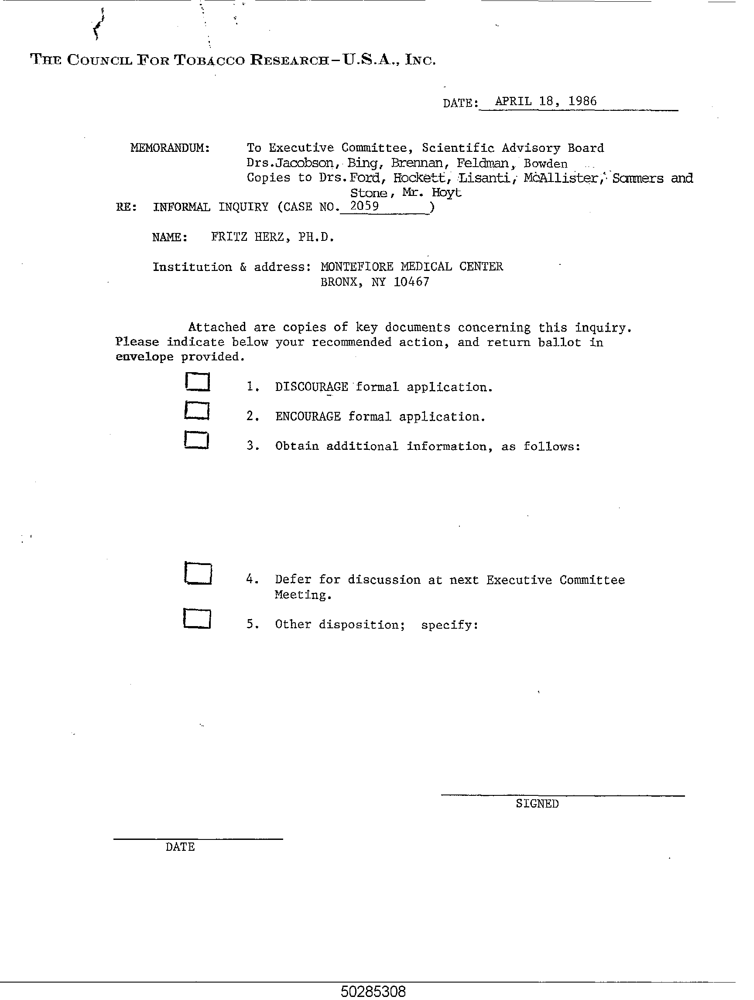 THE COUNCIL FOR TOBACCO RESEARCH-U.S.A., INC.
DATE: APRIL 18, 1986
MEMORANDUM: To Executive Committee, Scientific Advisory Board
Drs.Jacobson, Bing, Brennan, Feldman, Bowden
Copies to Drs.Ford, Hockett, Lisanti, McAllister, Sommers and
Stone, Mr. Hoyt
RE: INFORMAL INQUIRY (CASE NO. 2059 )
NAME: FRITZ HERZ, PH.D.
Institution & address: MONTEFIORE MEDICAL CENTER
BRONX, NY 10467
Attached are copies of key documents concerning this inquiry.
Please indicate below your recommended action, and return ballot in
envelope provided.
1. DISCOURAGE formal application.
2. ENCOURAGE formal application.
3. Obtain additional information, as follows:
4. Defer for discussion at next Executive Committee
Meeting.
5. Other disposition; specify:
SIGNED
DATE
50285308